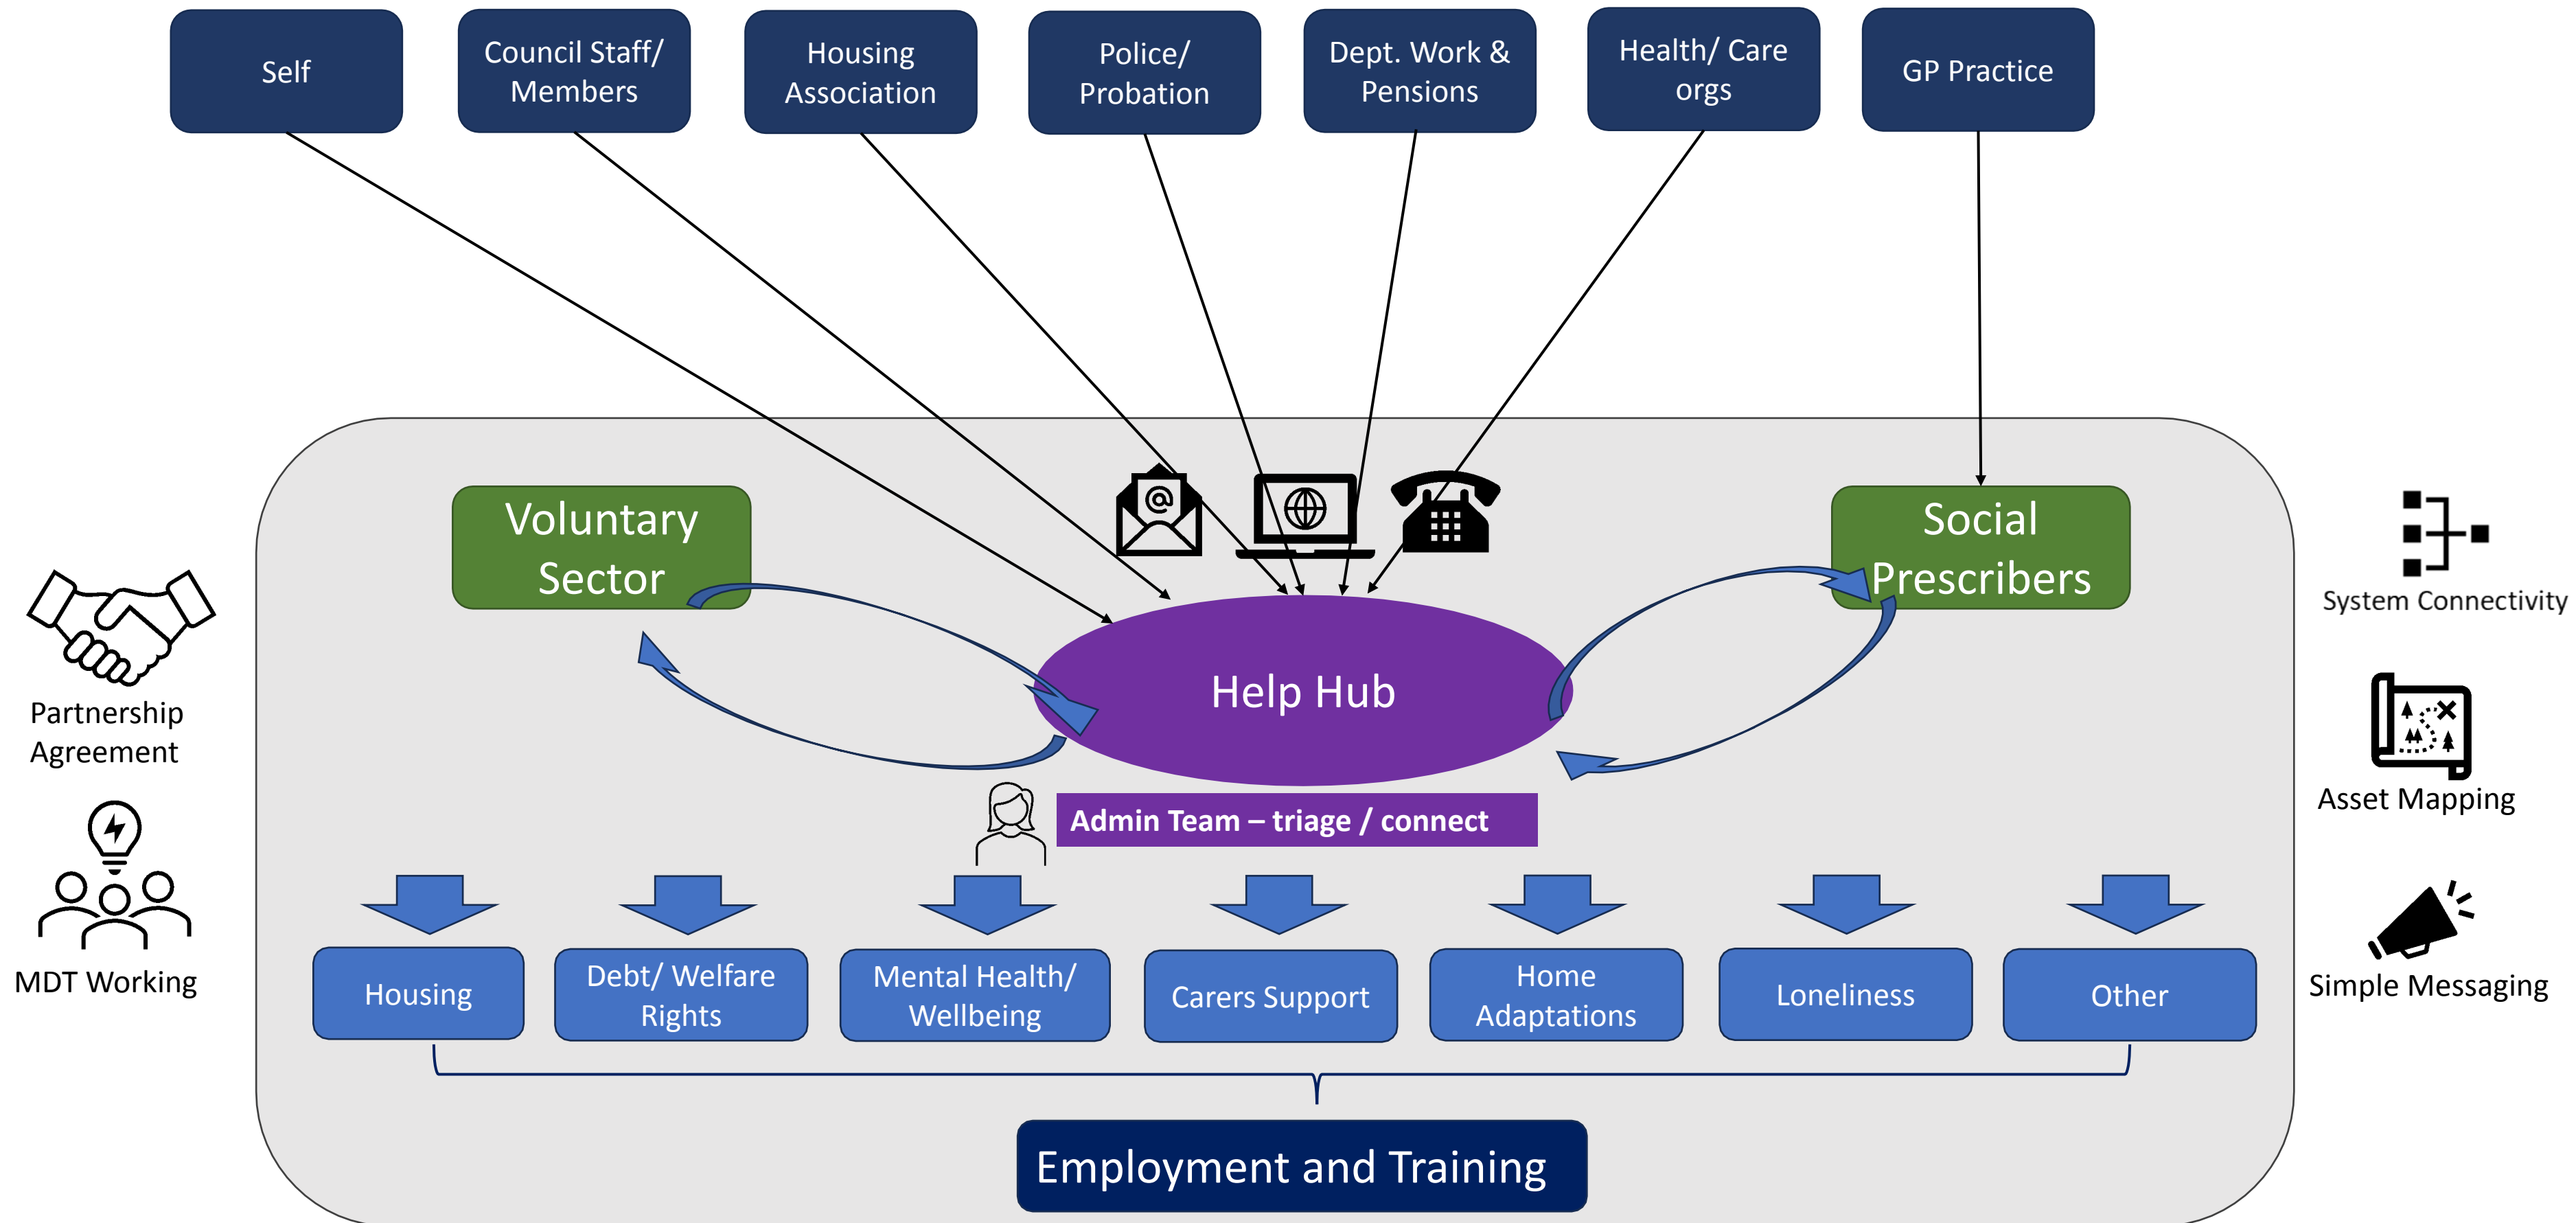 Self
Council Staff/
Members
Housing
Association
Police/
Probation
Dept. Work &
Pensions
Health/ Care
orgs
GP Practice
Voluntary
Sector
@
Social
Prescribers
System Connectivity
Help Hub
Partnership
Agreement
Asset Mapping
Admin Team – triage / connect
MDT Working
Simple Messaging
Housing
Debt/ Welfare
Rights
Mental Health/
Wellbeing
Carers Support
Home
Adaptations
Loneliness
Other
Employment and Training